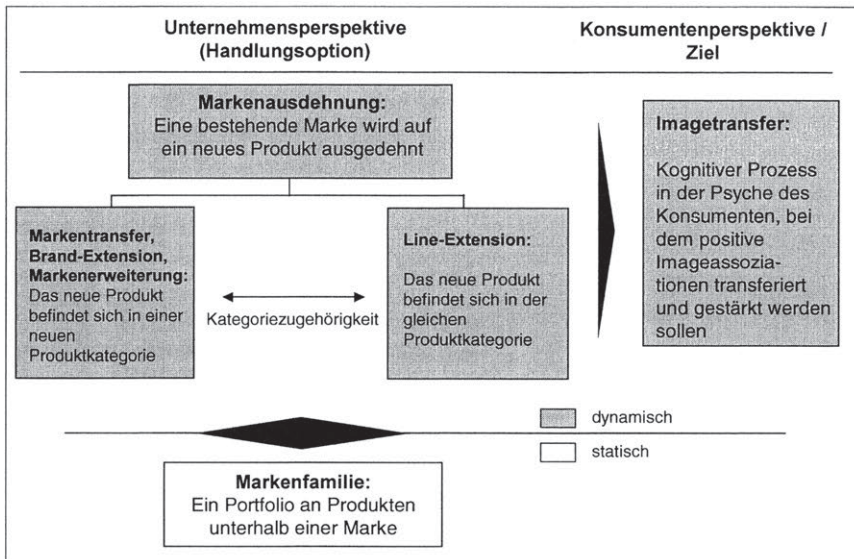 Unternehmensperspektive
(Handlungsoption)
Konsumentenperspektive /
Ziel
Markenausdehnung:
Eine bestehende Marke wird auf
ein neues Produkt ausgedehnt
Markentransfer,
Brand-Extension,
Markenerweiterung:
Das neue Produkt
befindet sich in einer
neuen
Produktkategorie
Kategoriezugehörigkeit
Line-Extension:
Das neue Produkt
befindet sich in der
gleichen
Produktkategorie
Imagetransfer:
Kognitiver Prozess
in der Psyche des
Konsumenten, bei
dem positive
Imageassozia-
tionen transferiert
und gestärkt werden
sollen
dynamisch
statisch
Markenfamilie:
Ein Portfolio an Produkten
unterhalb einer Marke